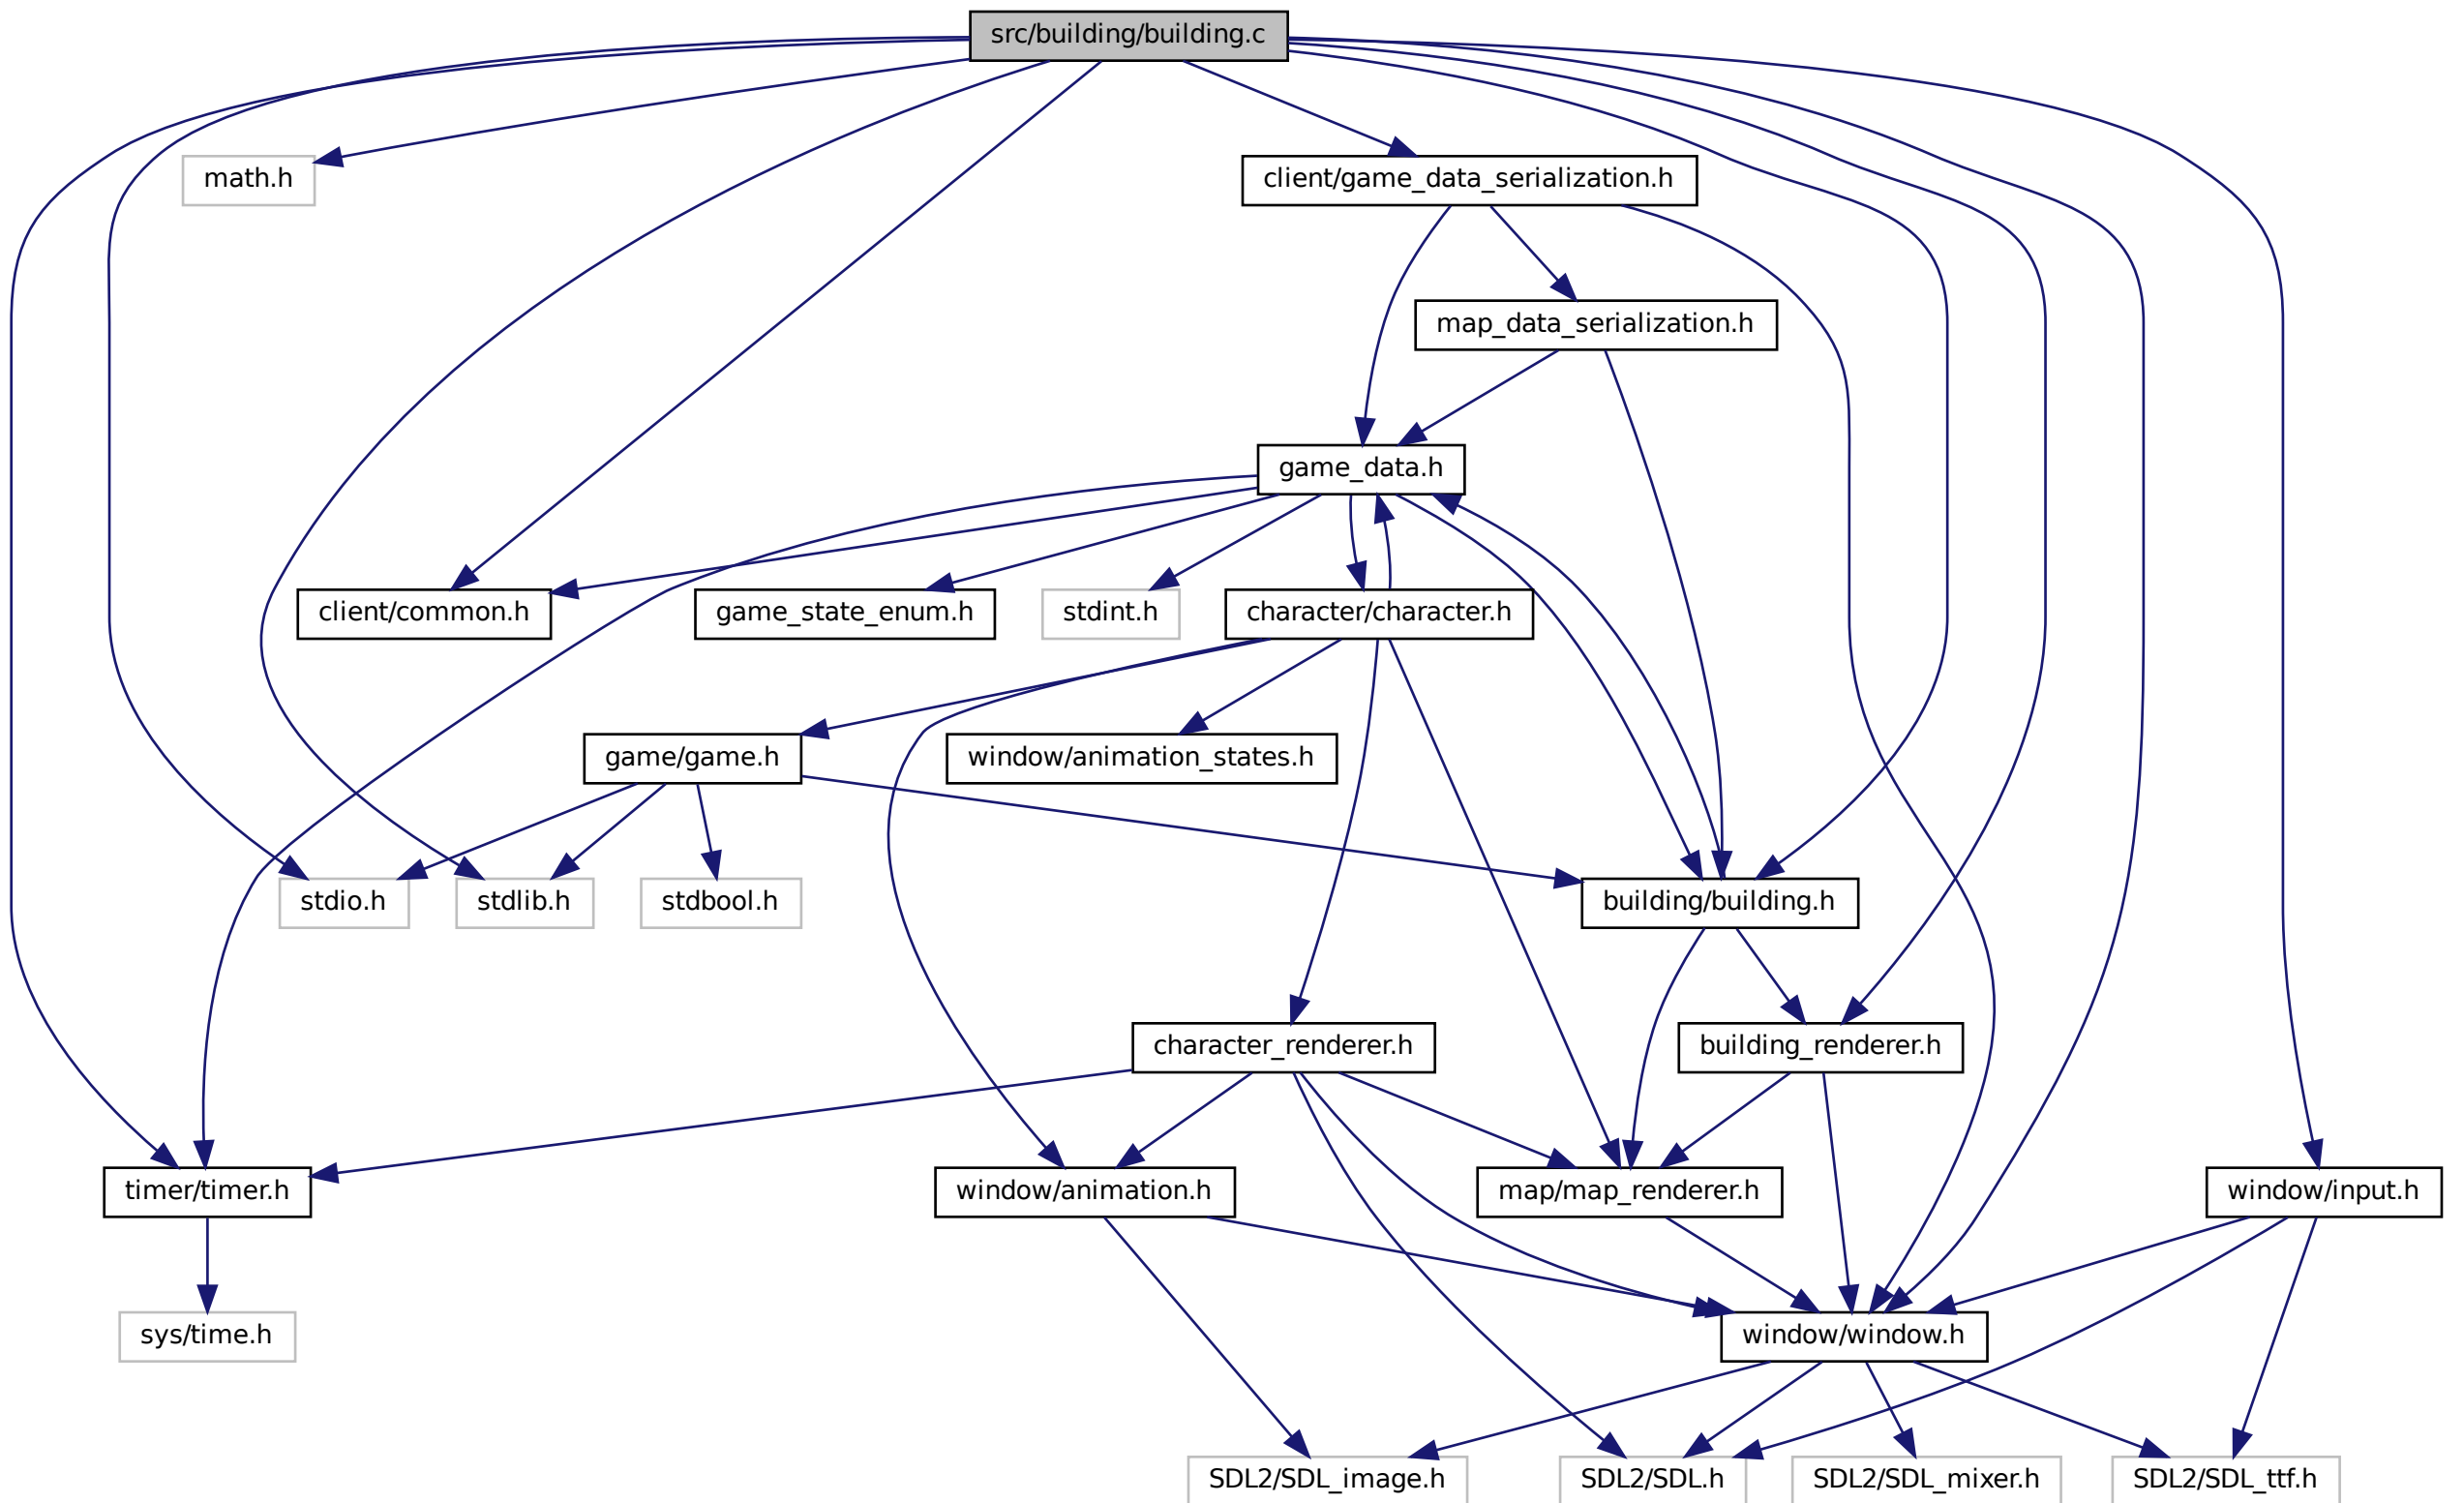 src/building/building.c
math.h
client/game_data_serialization.h
map_data_serialization.h
game_data.h
client/common.h
game_state_enum.h
stdint.h
character/character.h
game/game.h
window/animation_states.h
stdio.h
stdlib.h
stdbool.h
building/building.h
character_renderer.h
building_renderer.h
timer/timer.h
window/animation.h
map/map_renderer.h
window/input.h
sys/time.h
window/window.h
SDL2/SDL_image.h
SDL2/SDL.h
SDL2/SDL_mixer.h
SDL2/SDL_ttf.h